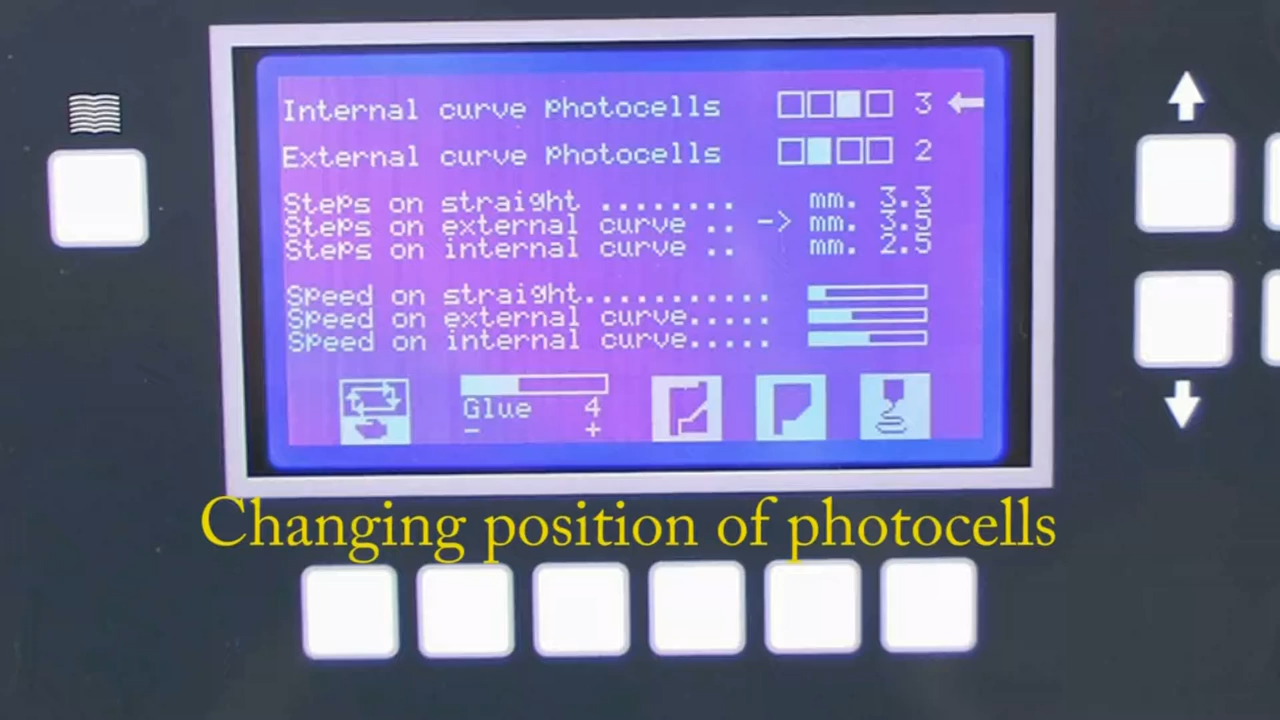 Internal curve Photocells 3
External curve Photocells 2
Steps on straight ........ mm. 3.3
Steps on external curve .. -> mm. 3.5
Steps on internal curve .. mm. 2.5
Speed on straight...........
Speed on external curve.....
Speed on internal curve.....
Glue 4
- +
Changing position of photocells